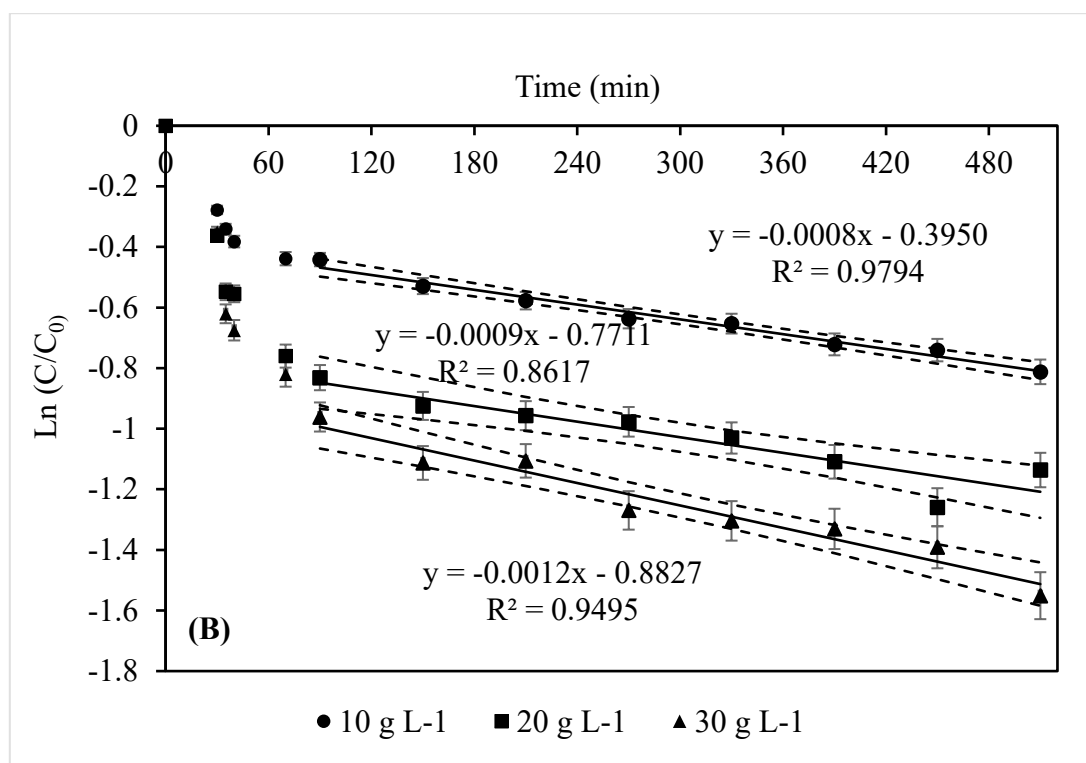 Time (min)
0
0 60 120 180 240 300 360 420 480
-0.2
-0.4
-0.6
-0.8
-1
-1.2
-1.4
-1.6
-1.8
Ln (C/C0)
y = -0.0008x - 0.3950
R² = 0.9794
y = -0.0009x - 0.7711
R² = 0.8617
y = -0.0012x - 0.8827
R² = 0.9495
(B)
10 g L-1 20 g L-1 30 g L-1